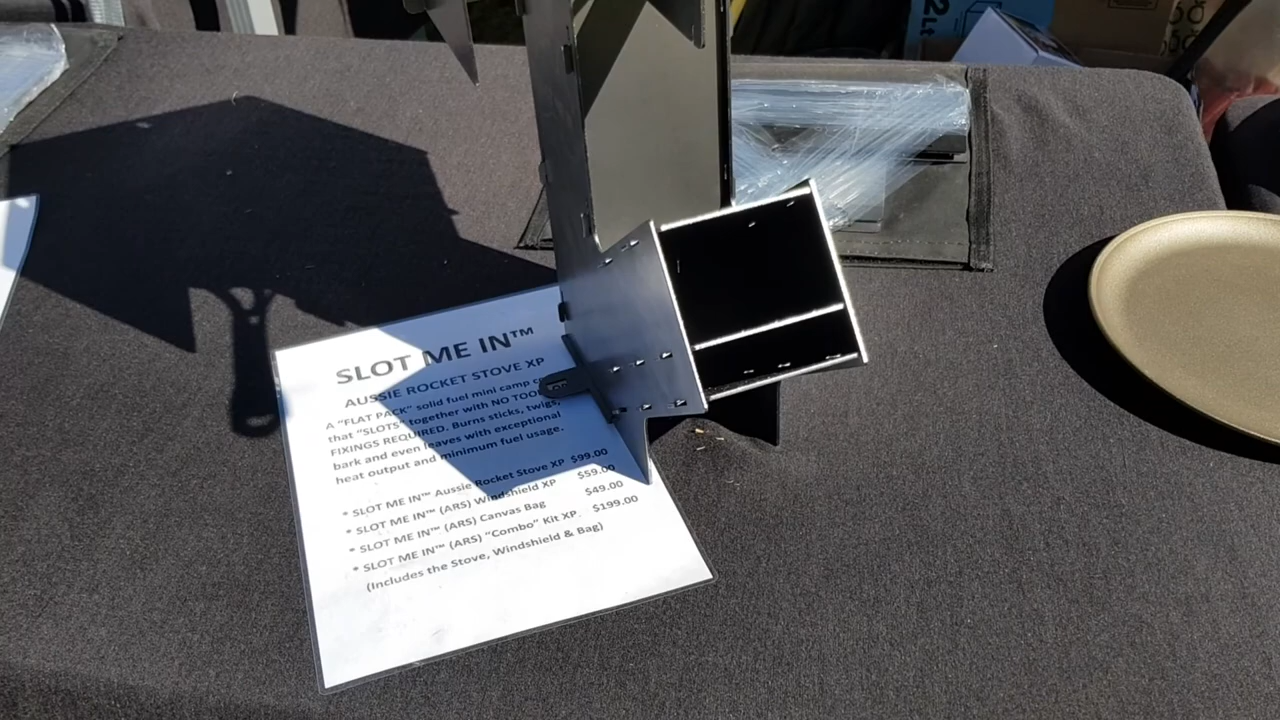 2Lt
SLOT ME IN™
AUSSIE ROCKET STOVE XP
A "FLAT PACK" solid fuel mini camp
that "SLOTS" together with NO
FIXINGS REQUIRED. Burns sticks, twigs,
bark and even leaves with exceptional
heat output and minimum fuel usage.
* SLOT ME IN™ Aussie Rocket Stove XP $99.00
* SLOT ME IN™ (ARS) Windshield XP $59.00
* SLOT ME IN™ (ARS) Canvas Bag $49.00
* SLOT ME IN™ (ARS) "Combo" Kit XP $199.00
(Includes the Stove, Windshield & Bag)